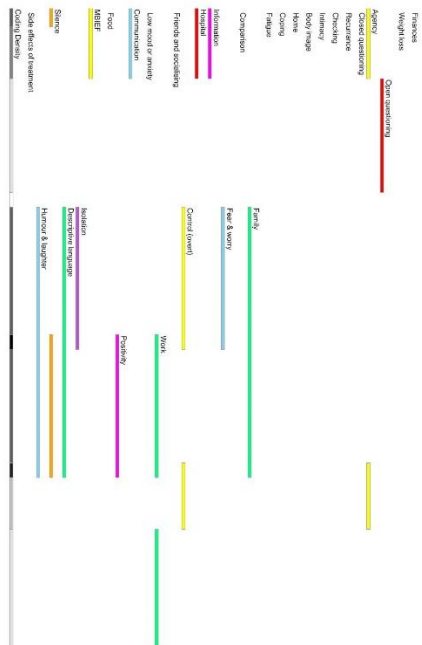 Finances
Weight loss
Open questioning
Agency
Closed questioning
Recurrance
Checking
Intimacy
Body image
Home
Coping
Fatigue
Family
Comparison
Fear & worry
Information
Hospital
Control (overt)
Friends and socialising
Work
Low mood or anxiety
Communication
Positivity
Food
MBIEF
Isolation
Descriptive language
Silence
Humour & laughter
Side effects of treatment
Coding Density